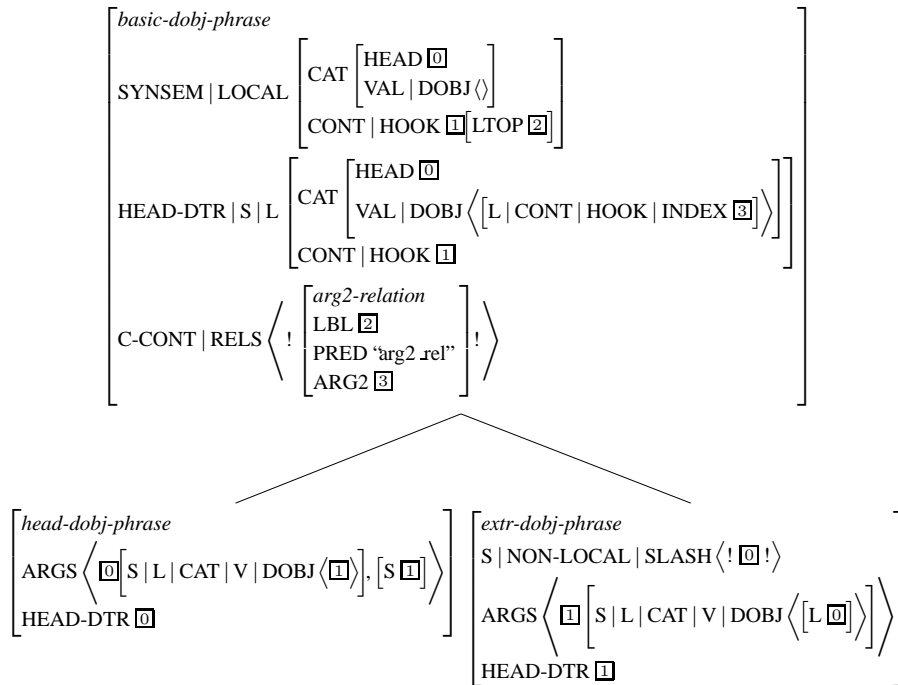 basic-dobj-phrase
SYNSEM | LOCAL
CAT
HEAD 0
VAL | DOBJ ⟨⟩
CONT | HOOK 1 [LTOP 2]
HEAD-DTR | S | L
CAT
HEAD 0
VAL | DOBJ ⟨[L | CONT | HOOK | INDEX 3]⟩
CONT | HOOK 1
C-CONT | RELS ⟨ !
arg2-relation
LBL 2
PRED “arg2_rel”
ARG2 3
! ⟩
head-dobj-phrase
ARGS ⟨ 0 [S | L | CAT | V | DOBJ ⟨ 1 ⟩], [S 1] ⟩
HEAD-DTR 0
extr-dobj-phrase
S | NON-LOCAL | SLASH ⟨! 0 !⟩
ARGS ⟨ 1 [S | L | CAT | V | DOBJ ⟨[L 0]⟩] ⟩
HEAD-DTR 1